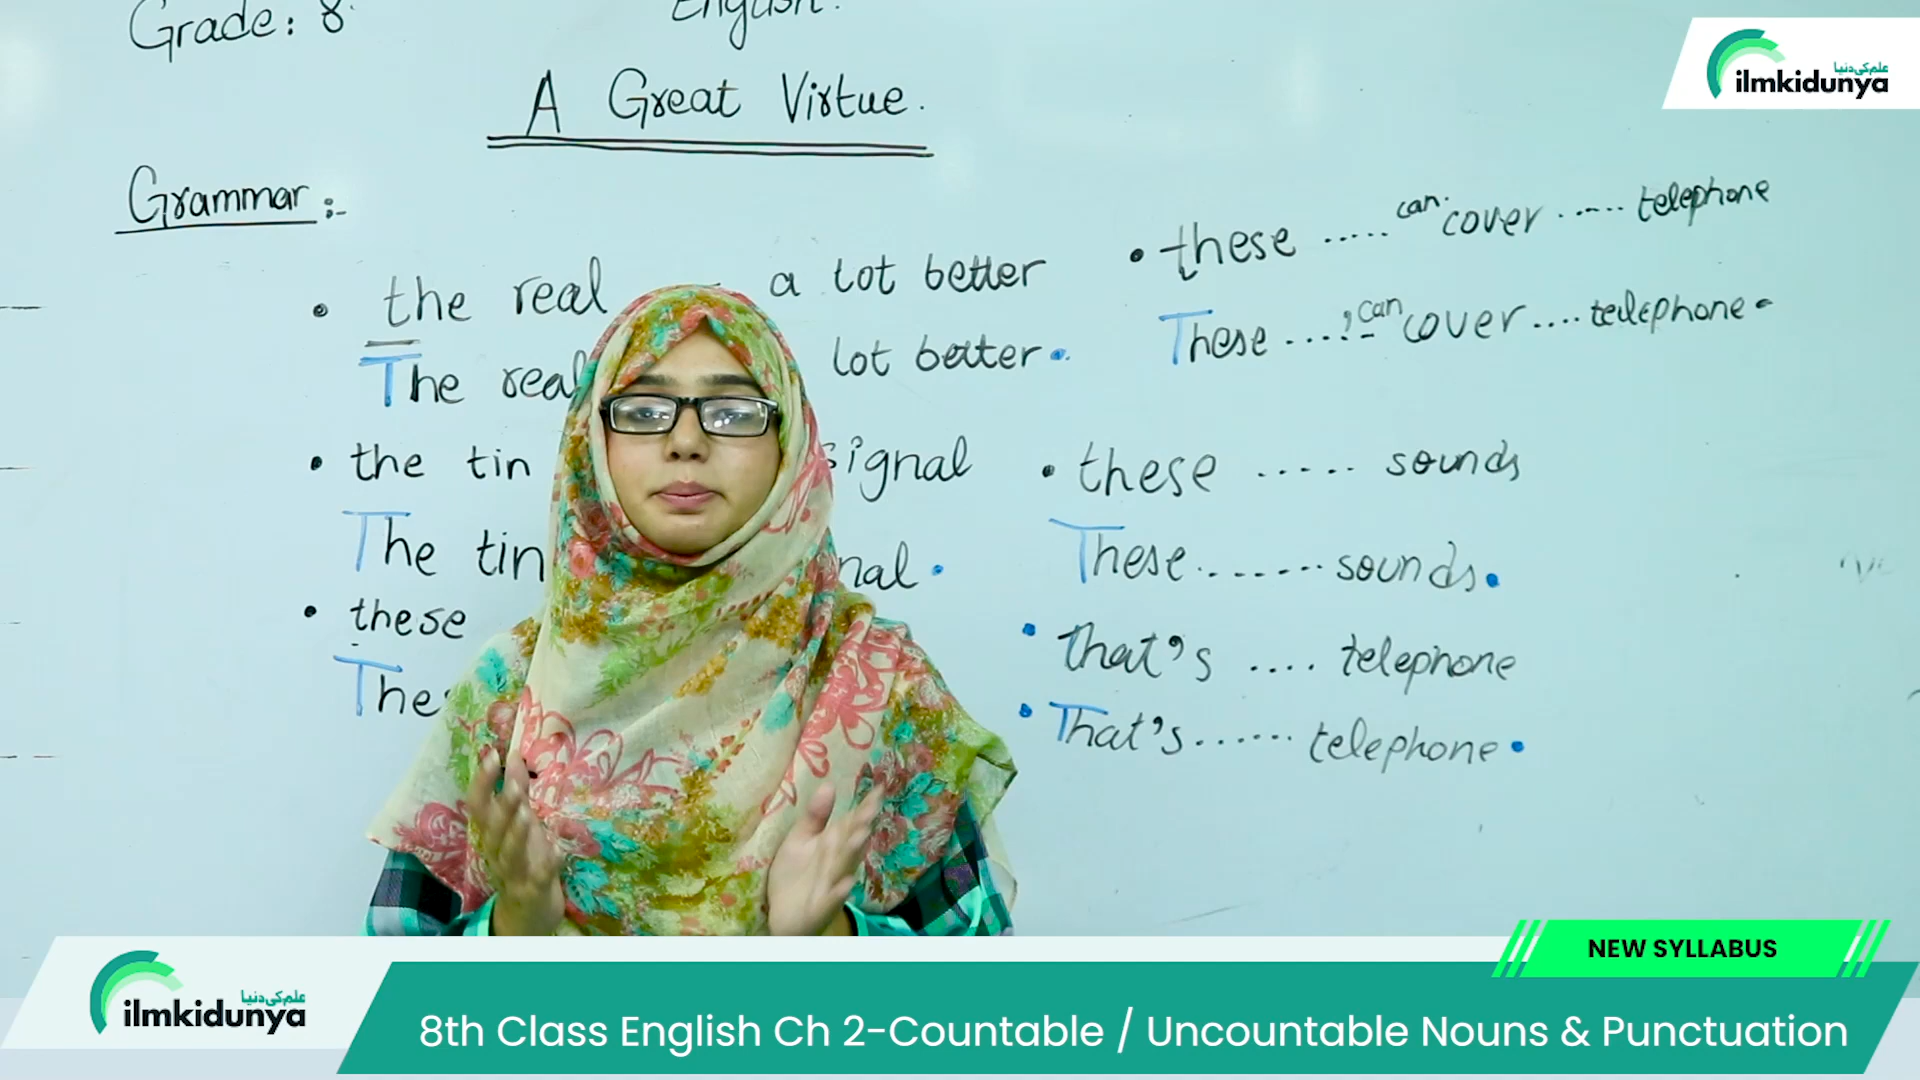 Grade: 8
English.
علم کی دنیا
ilmkidunya
A Great Virtue.
Grammar :-
• the real a lot better
The real lot better.
• the tin signal
The tin nal.
• these
The
• these ..... can cover ...... telephone
These ...., can cover .... telephone.
• these ..... sounds
These ...... sounds.
• that's .... telephone
• That's ...... telephone.
NEW SYLLABUS
علم کی دنیا
ilmkidunya
8th Class English Ch 2-Countable / Uncountable Nouns & Punctuation